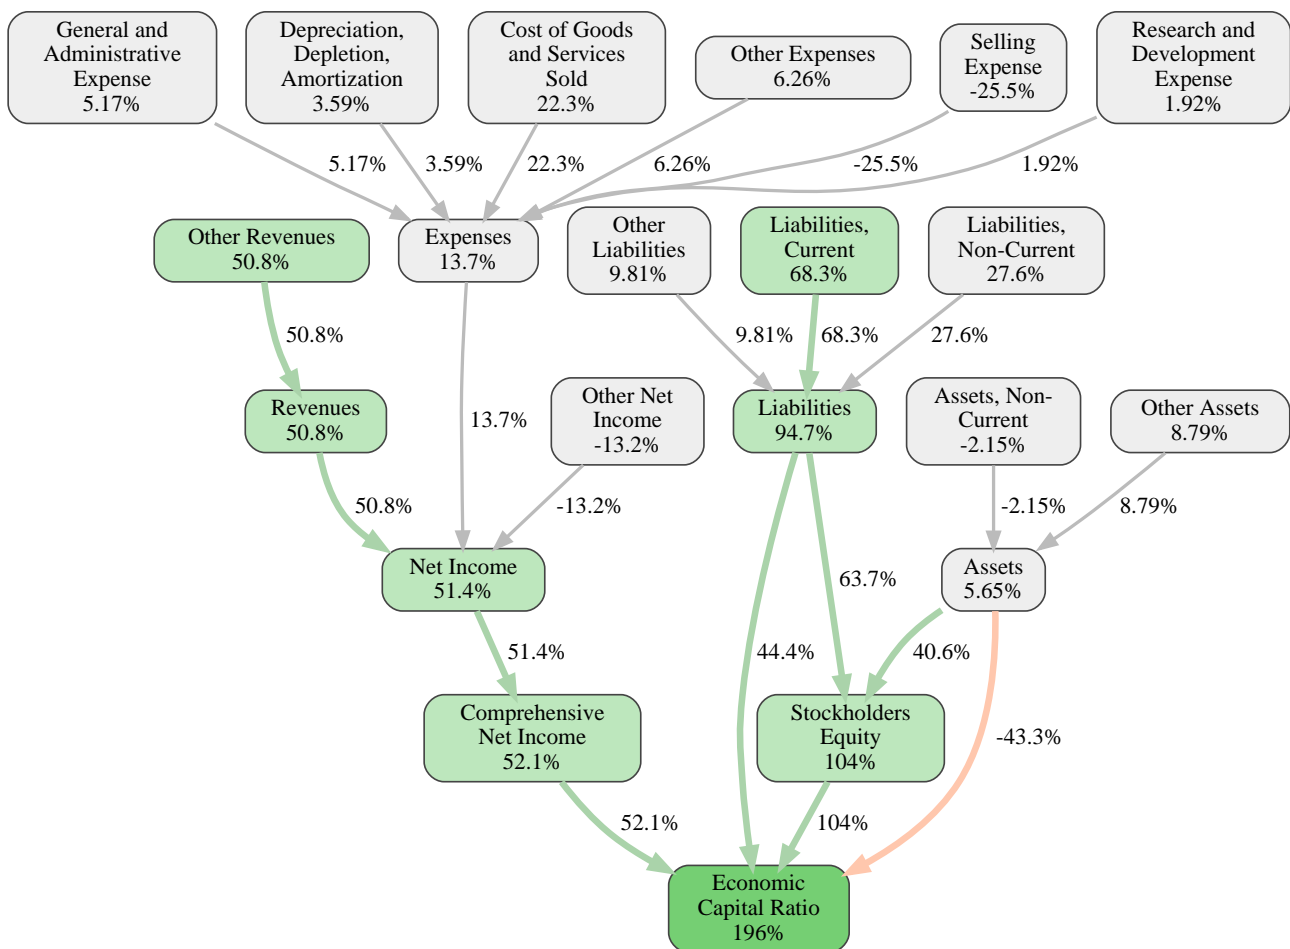 General and
Administrative
Expense
5.17%
Depreciation,
Depletion,
Amortization
3.59%
Cost of Goods
and Services
Sold
22.3%
Other Expenses
6.26%
Selling
Expense
-25.5%
Research and
Development
Expense
1.92%
5.17%
3.59%
22.3%
6.26%
-25.5%
1.92%
Other Revenues
50.8%
Expenses
13.7%
Other
Liabilities
9.81%
Liabilities,
Current
68.3%
Liabilities,
Non-Current
27.6%
50.8%
9.81%
68.3%
27.6%
Revenues
50.8%
13.7%
Other Net
Income
-13.2%
Liabilities
94.7%
Assets, Non-
Current
-2.15%
Other Assets
8.79%
50.8%
-13.2%
-2.15%
8.79%
Net Income
51.4%
63.7%
Assets
5.65%
51.4%
44.4%
40.6%
Comprehensive
Net Income
52.1%
Stockholders
Equity
104%
-43.3%
52.1%
104%
Economic
Capital Ratio
196%